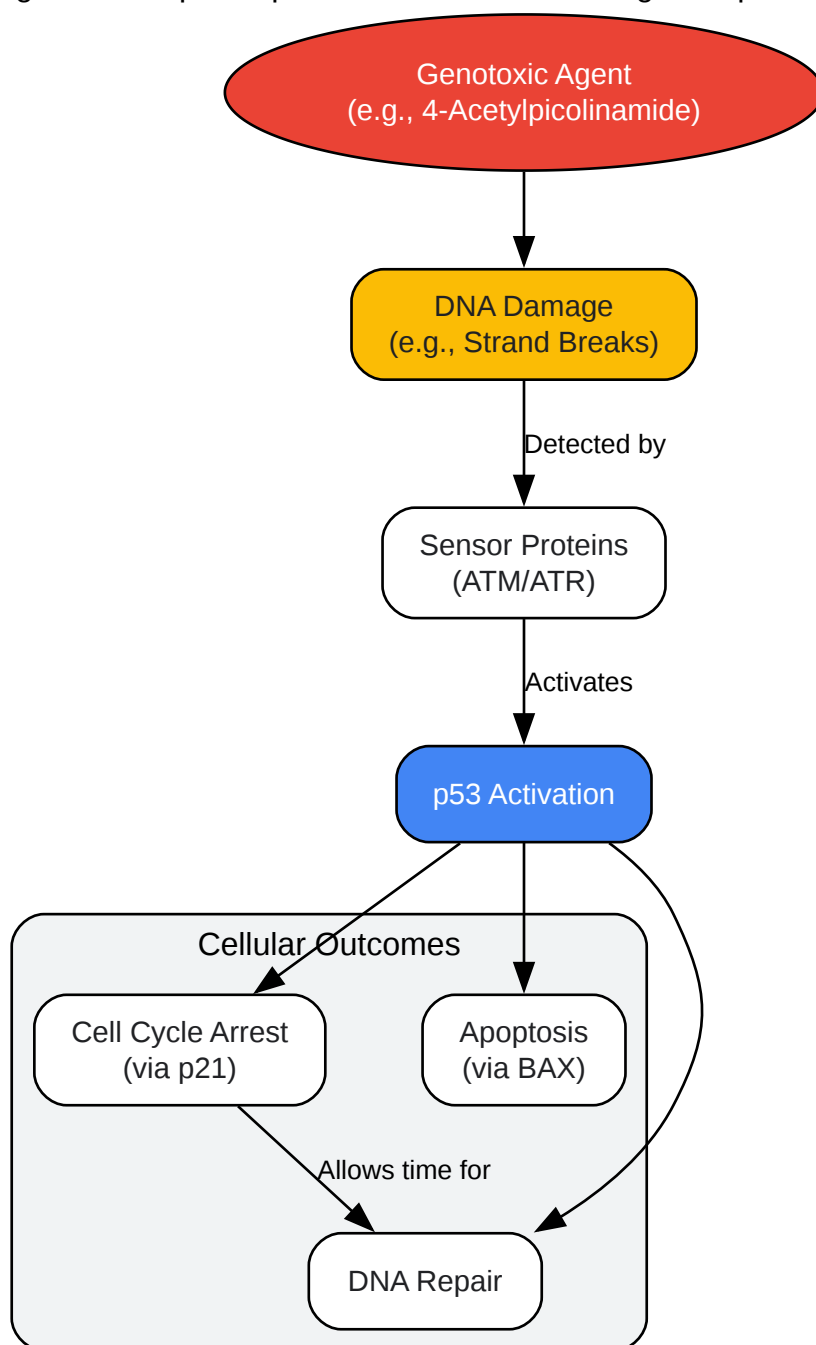 Genotoxic Agent
(e.g., 4-Acetylpicolinamide)
DNA Damage
(e.g., Strand Breaks)
Detected by
Sensor Proteins
(ATM/ATR)
Activates
p53 Activation
Cellular Outcomes
Cell Cycle Arrest
(via p21)
Apoptosis
(via BAX)
Allows time for
DNA Repair